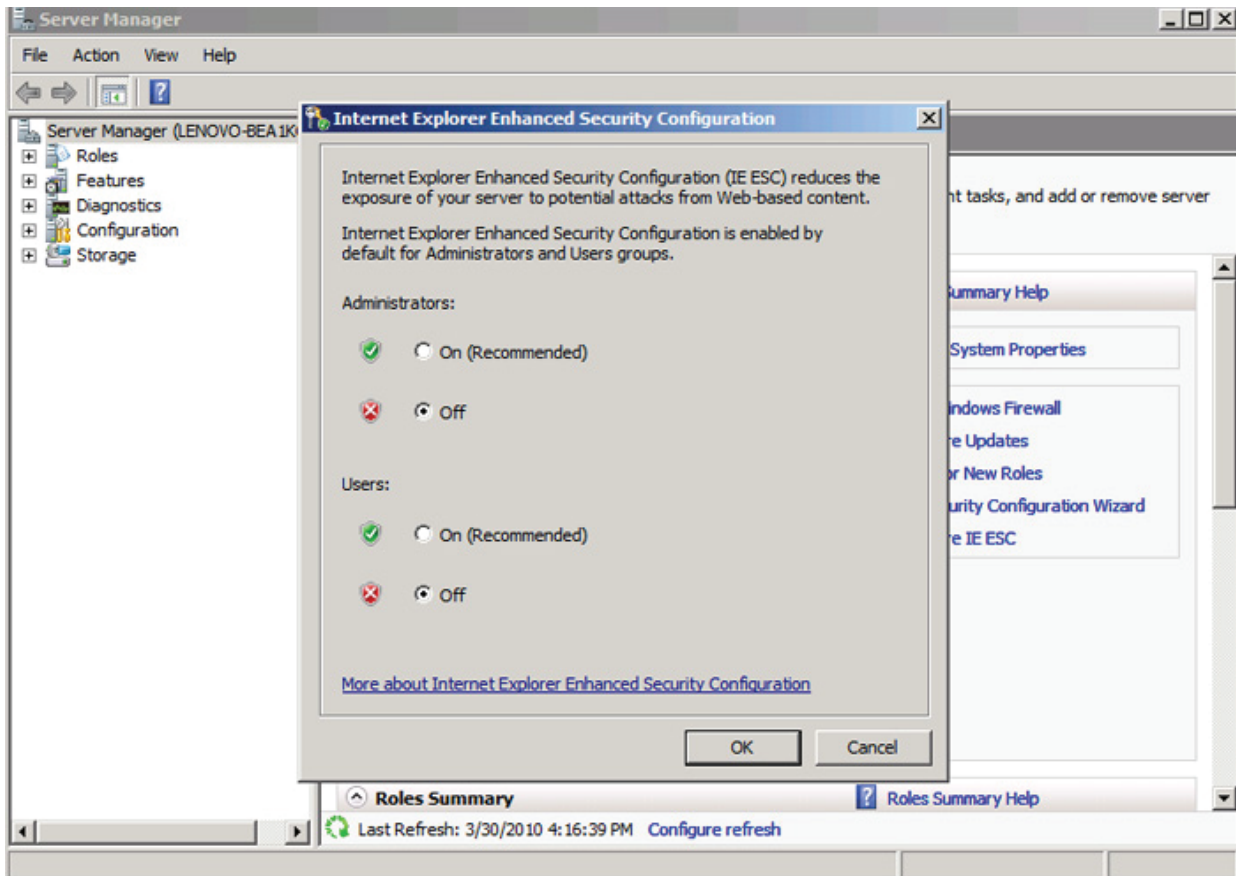 Server Manager
File Action View Help
Server Manager (LENOVO-BEA1K
Roles
Features
Diagnostics
Configuration
Storage
Internet Explorer Enhanced Security Configuration
Internet Explorer Enhanced Security Configuration (IE ESC) reduces the
exposure of your server to potential attacks from Web-based content.
Internet Explorer Enhanced Security Configuration is enabled by
default for Administrators and Users groups.
Administrators:
On (Recommended)
Off
Users:
On (Recommended)
Off
More about Internet Explorer Enhanced Security Configuration
OK Cancel
nt tasks, and add or remove server
ummary Help
System Properties
indows Firewall
e Updates
or New Roles
urity Configuration Wizard
e IE ESC
Roles Summary
Roles Summary Help
Last Refresh: 3/30/2010 4:16:39 PM Configure refresh